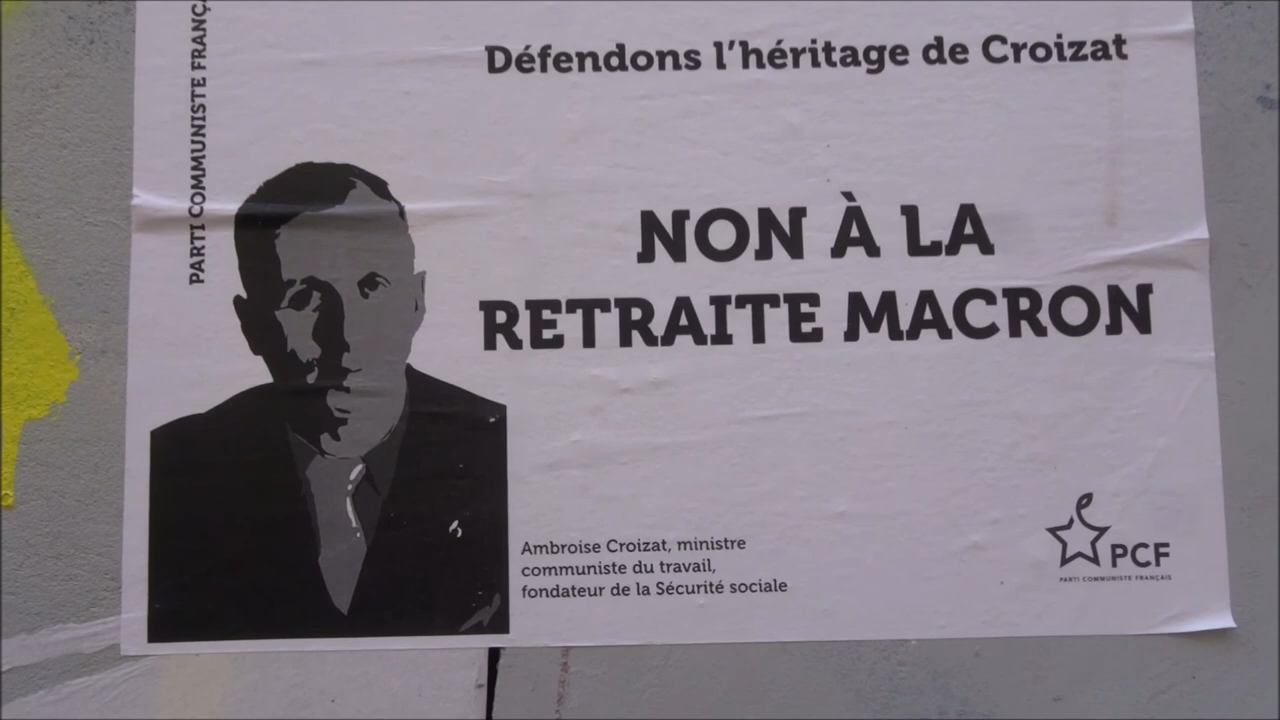 PARTI COMMUNISTE FRANÇA
Défendons l'héritage de Croizat
NON À LA
RETRAITE MACRON
Ambroise Croizat, ministre
communiste du travail,
fondateur de la Sécurité sociale
PCF
PARTI COMMUNISTE FRANÇAIS